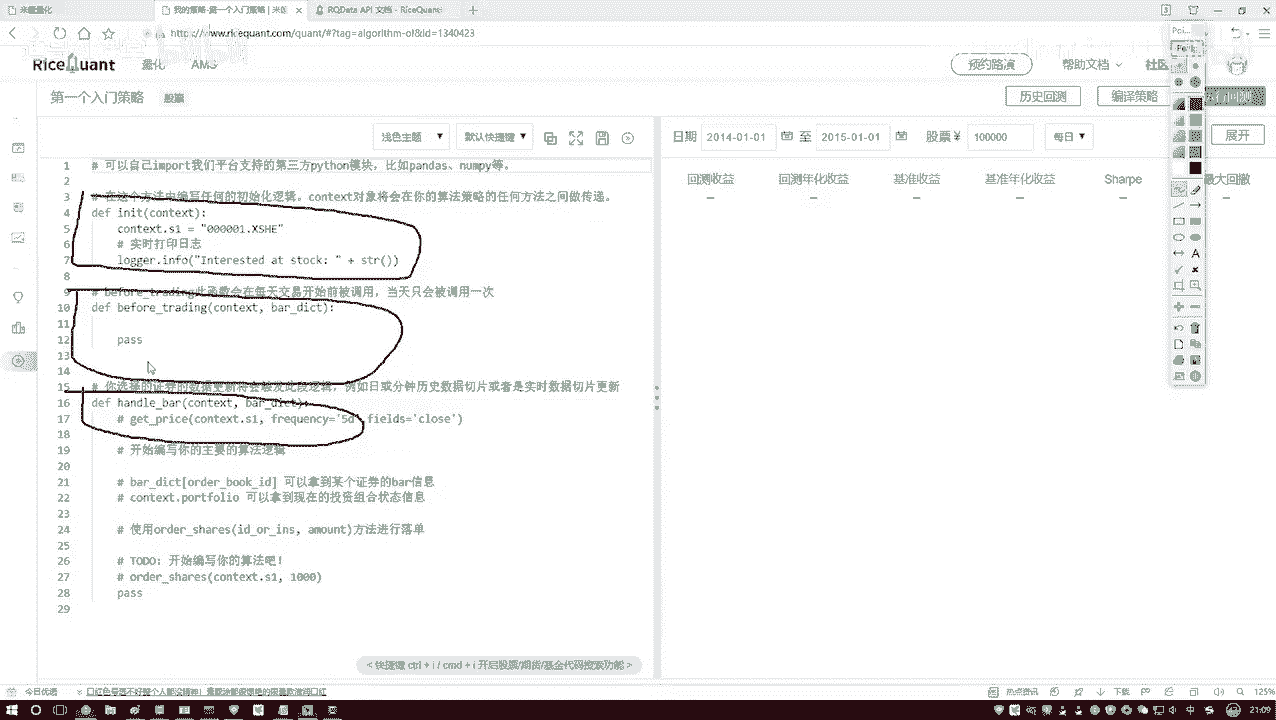 米筐量化
我的策略-第一个入门策略 | 米筐
RQData API 文档 - RiceQuant
https://www.ricequant.com/quant/#?tag=algorithm-of&id=1340423
RiceQuant
量化
AMS
预约路演
帮助文档
社区
第一个入门策略
股票
历史回测
编译策略
浅色主题
默认快捷键
日期 2014-01-01 至 2015-01-01 股票 ¥ 100000 每日
展开
回测收益 回测年化收益 基准收益 基准年化收益 Sharpe 最大回撤
1 # 可以自己import我们平台支持的第三方python模块，比如pandas、numpy等。
2
3 # 在这个方法中编写任何的初始化逻辑。context对象将会在你的算法策略的任何方法之间做传递。
4 def init(context):
5 context.s1 = "000001.XSHE"
6 # 实时打印日志
7 logger.info("Interested at stock: " + str())
8
9 # before_trading此函数会在每天交易开始前被调用，当天只会被调用一次
10 def before_trading(context, bar_dict):
11
12 pass
13
14
15 # 你选择的证券的数据更新将会触发此段逻辑，例如日或分钟历史数据切片或者是实时数据切片更新
16 def handle_bar(context, bar_dict):
17 # get_price(context.s1, frequency='5d',fields='close')
18
19 # 开始编写你的主要的算法逻辑
20
21 # bar_dict[order_book_id] 可以拿到某个证券的bar信息
22 # context.portfolio 可以拿到现在的投资组合状态信息
23
24 # 使用order_shares(id_or_ins, amount)方法进行落单
25
26 # TODO: 开始编写你的算法吧！
27 # order_shares(context.s1, 1000)
28 pass
29
< 快捷键 ctrl + i / cmd + i 开启股票/期货/基金代码搜索功能 >
今日优选
热点资讯
下载
125%
中
21:09